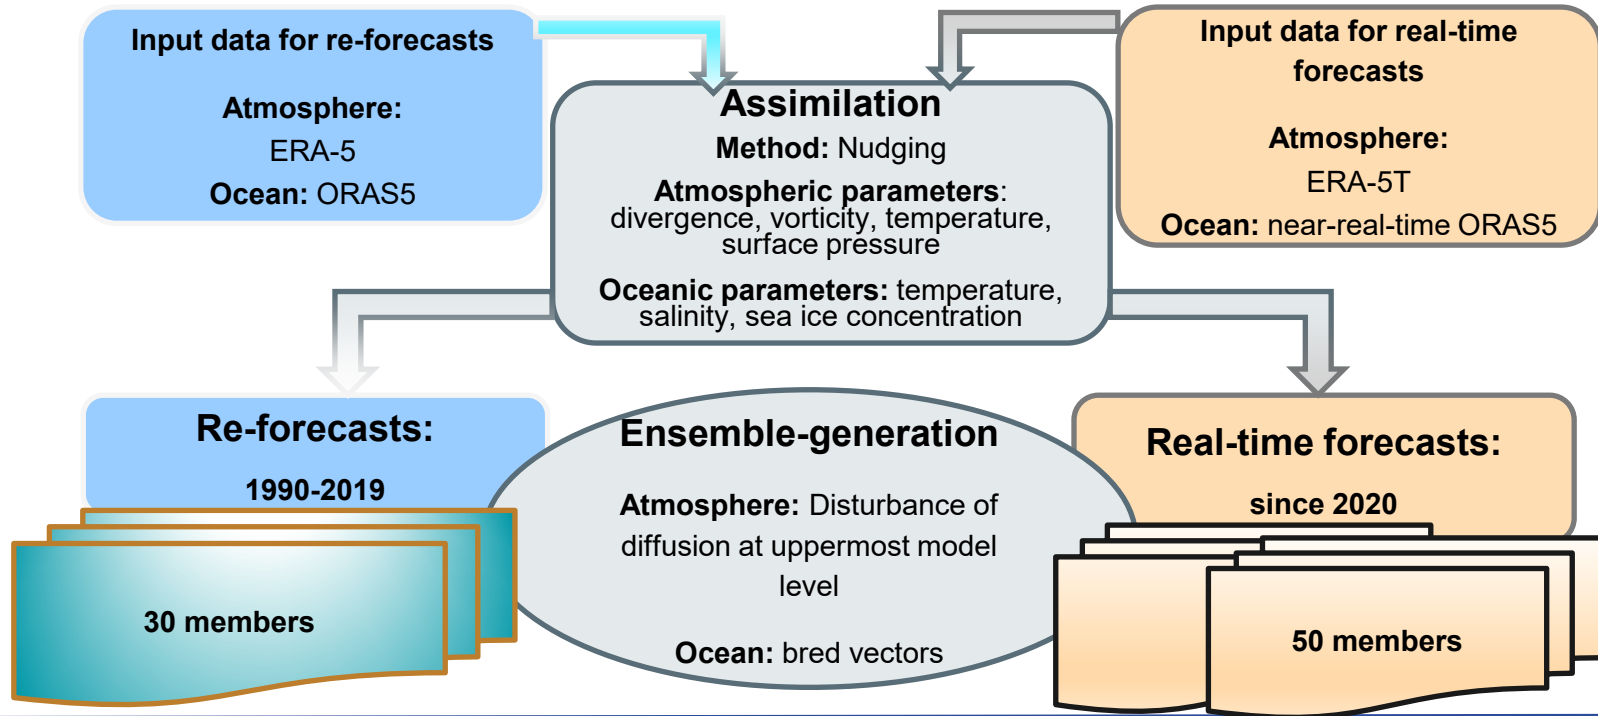 Input data for re-forecasts
Atmosphere:
ERA-5
Ocean: ORAS5
Assimilation
Method: Nudging
Atmospheric parameters:
divergence, vorticity, temperature,
surface pressure
Oceanic parameters: temperature,
salinity, sea ice concentration
Input data for real-time
forecasts
Atmosphere:
ERA-5T
Ocean: near-real-time ORAS5
Re-forecasts:
1990-2019
30 members
Ensemble-generation
Atmosphere: Disturbance of
diffusion at uppermost model
level
Ocean: bred vectors
Real-time forecasts:
since 2020
50 members